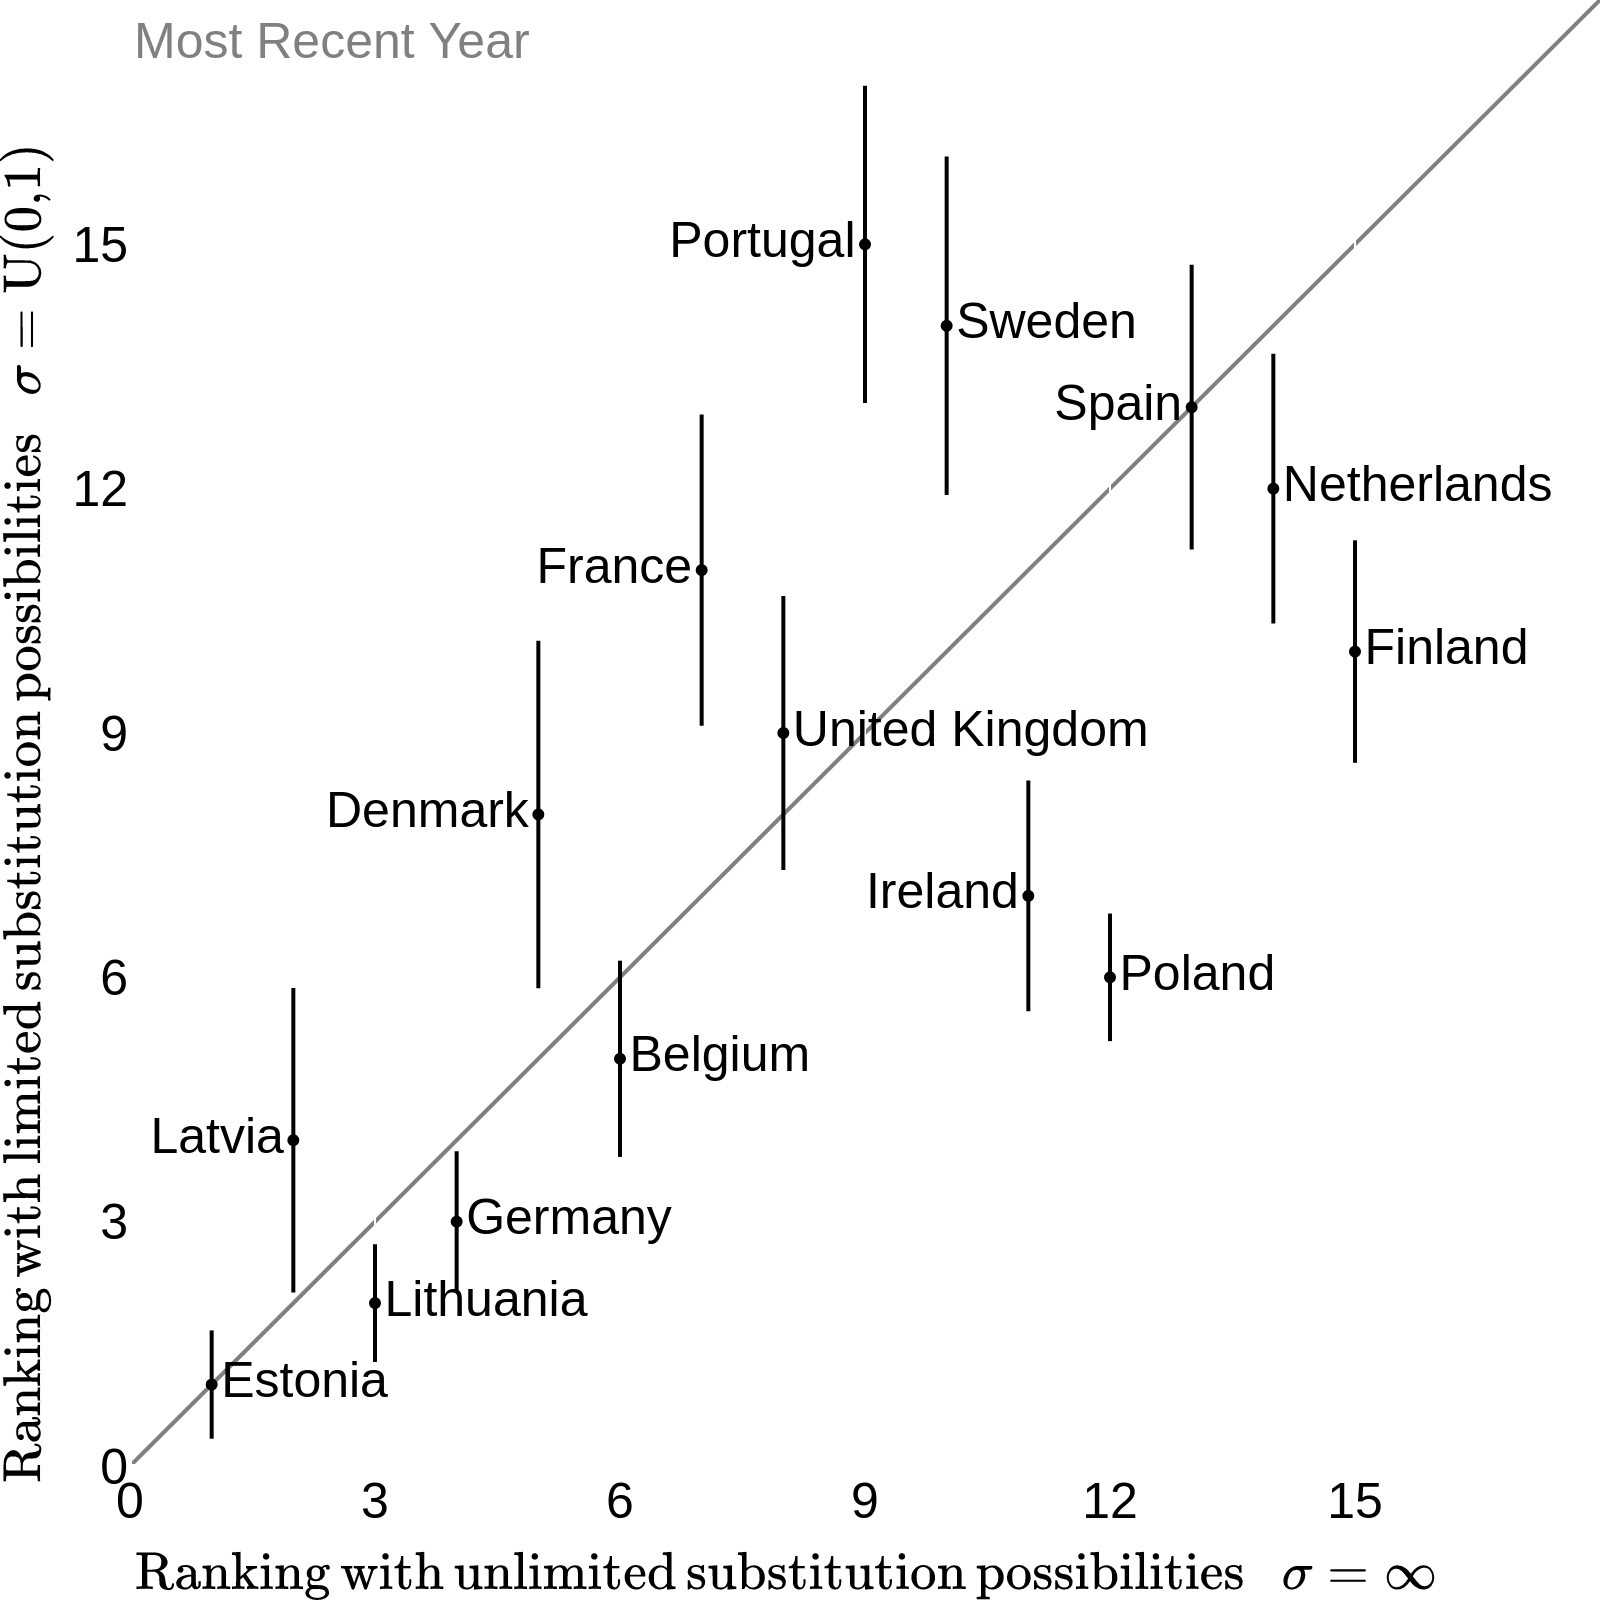 Most Recent Year
Ranking with limited substitution possibilities σ = U(0,1)
15
12
9
6
3
0
Portugal
Sweden
Spain
Netherlands
France
Finland
United Kingdom
Denmark
Ireland
Poland
Belgium
Latvia
Germany
Lithuania
Estonia
0 3 6 9 12 15
Ranking with unlimited substitution possibilities σ = ∞